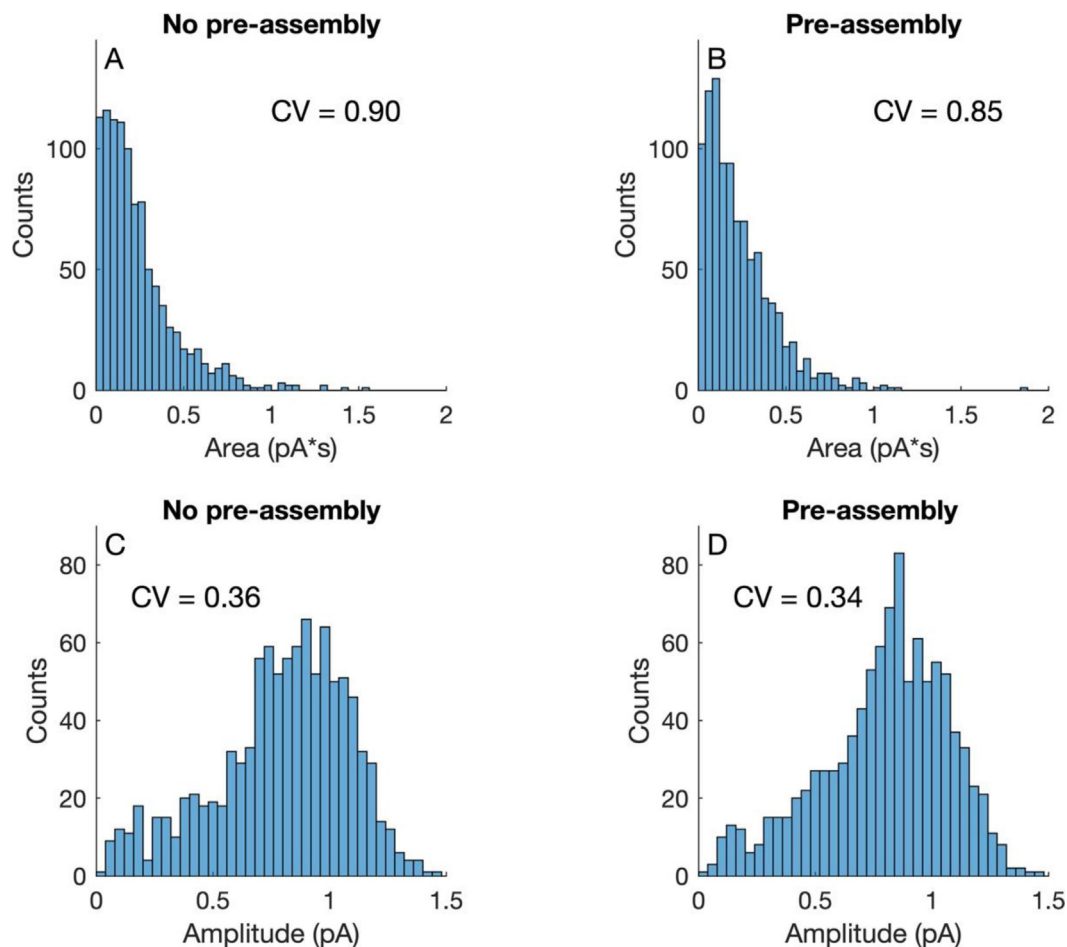 No pre-assembly
A
CV = 0.90
Counts
100
50
0
0 0.5 1 1.5 2
Area (pA*s)
Pre-assembly
B
CV = 0.85
Counts
100
50
0
0 0.5 1 1.5 2
Area (pA*s)
No pre-assembly
C
CV = 0.36
Counts
80
60
40
20
0
0 0.5 1 1.5
Amplitude (pA)
Pre-assembly
D
CV = 0.34
Counts
80
60
40
20
0
0 0.5 1 1.5
Amplitude (pA)